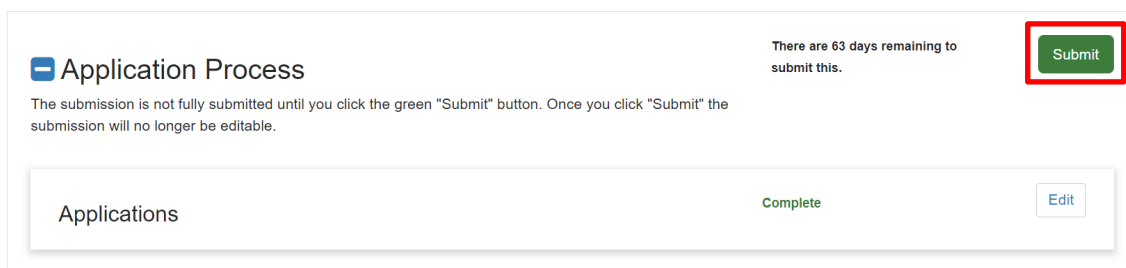 Application Process
There are 63 days remaining to
submit this.
Submit
The submission is not fully submitted until you click the green "Submit" button. Once you click "Submit" the
submission will no longer be editable.
Applications
Complete
Edit